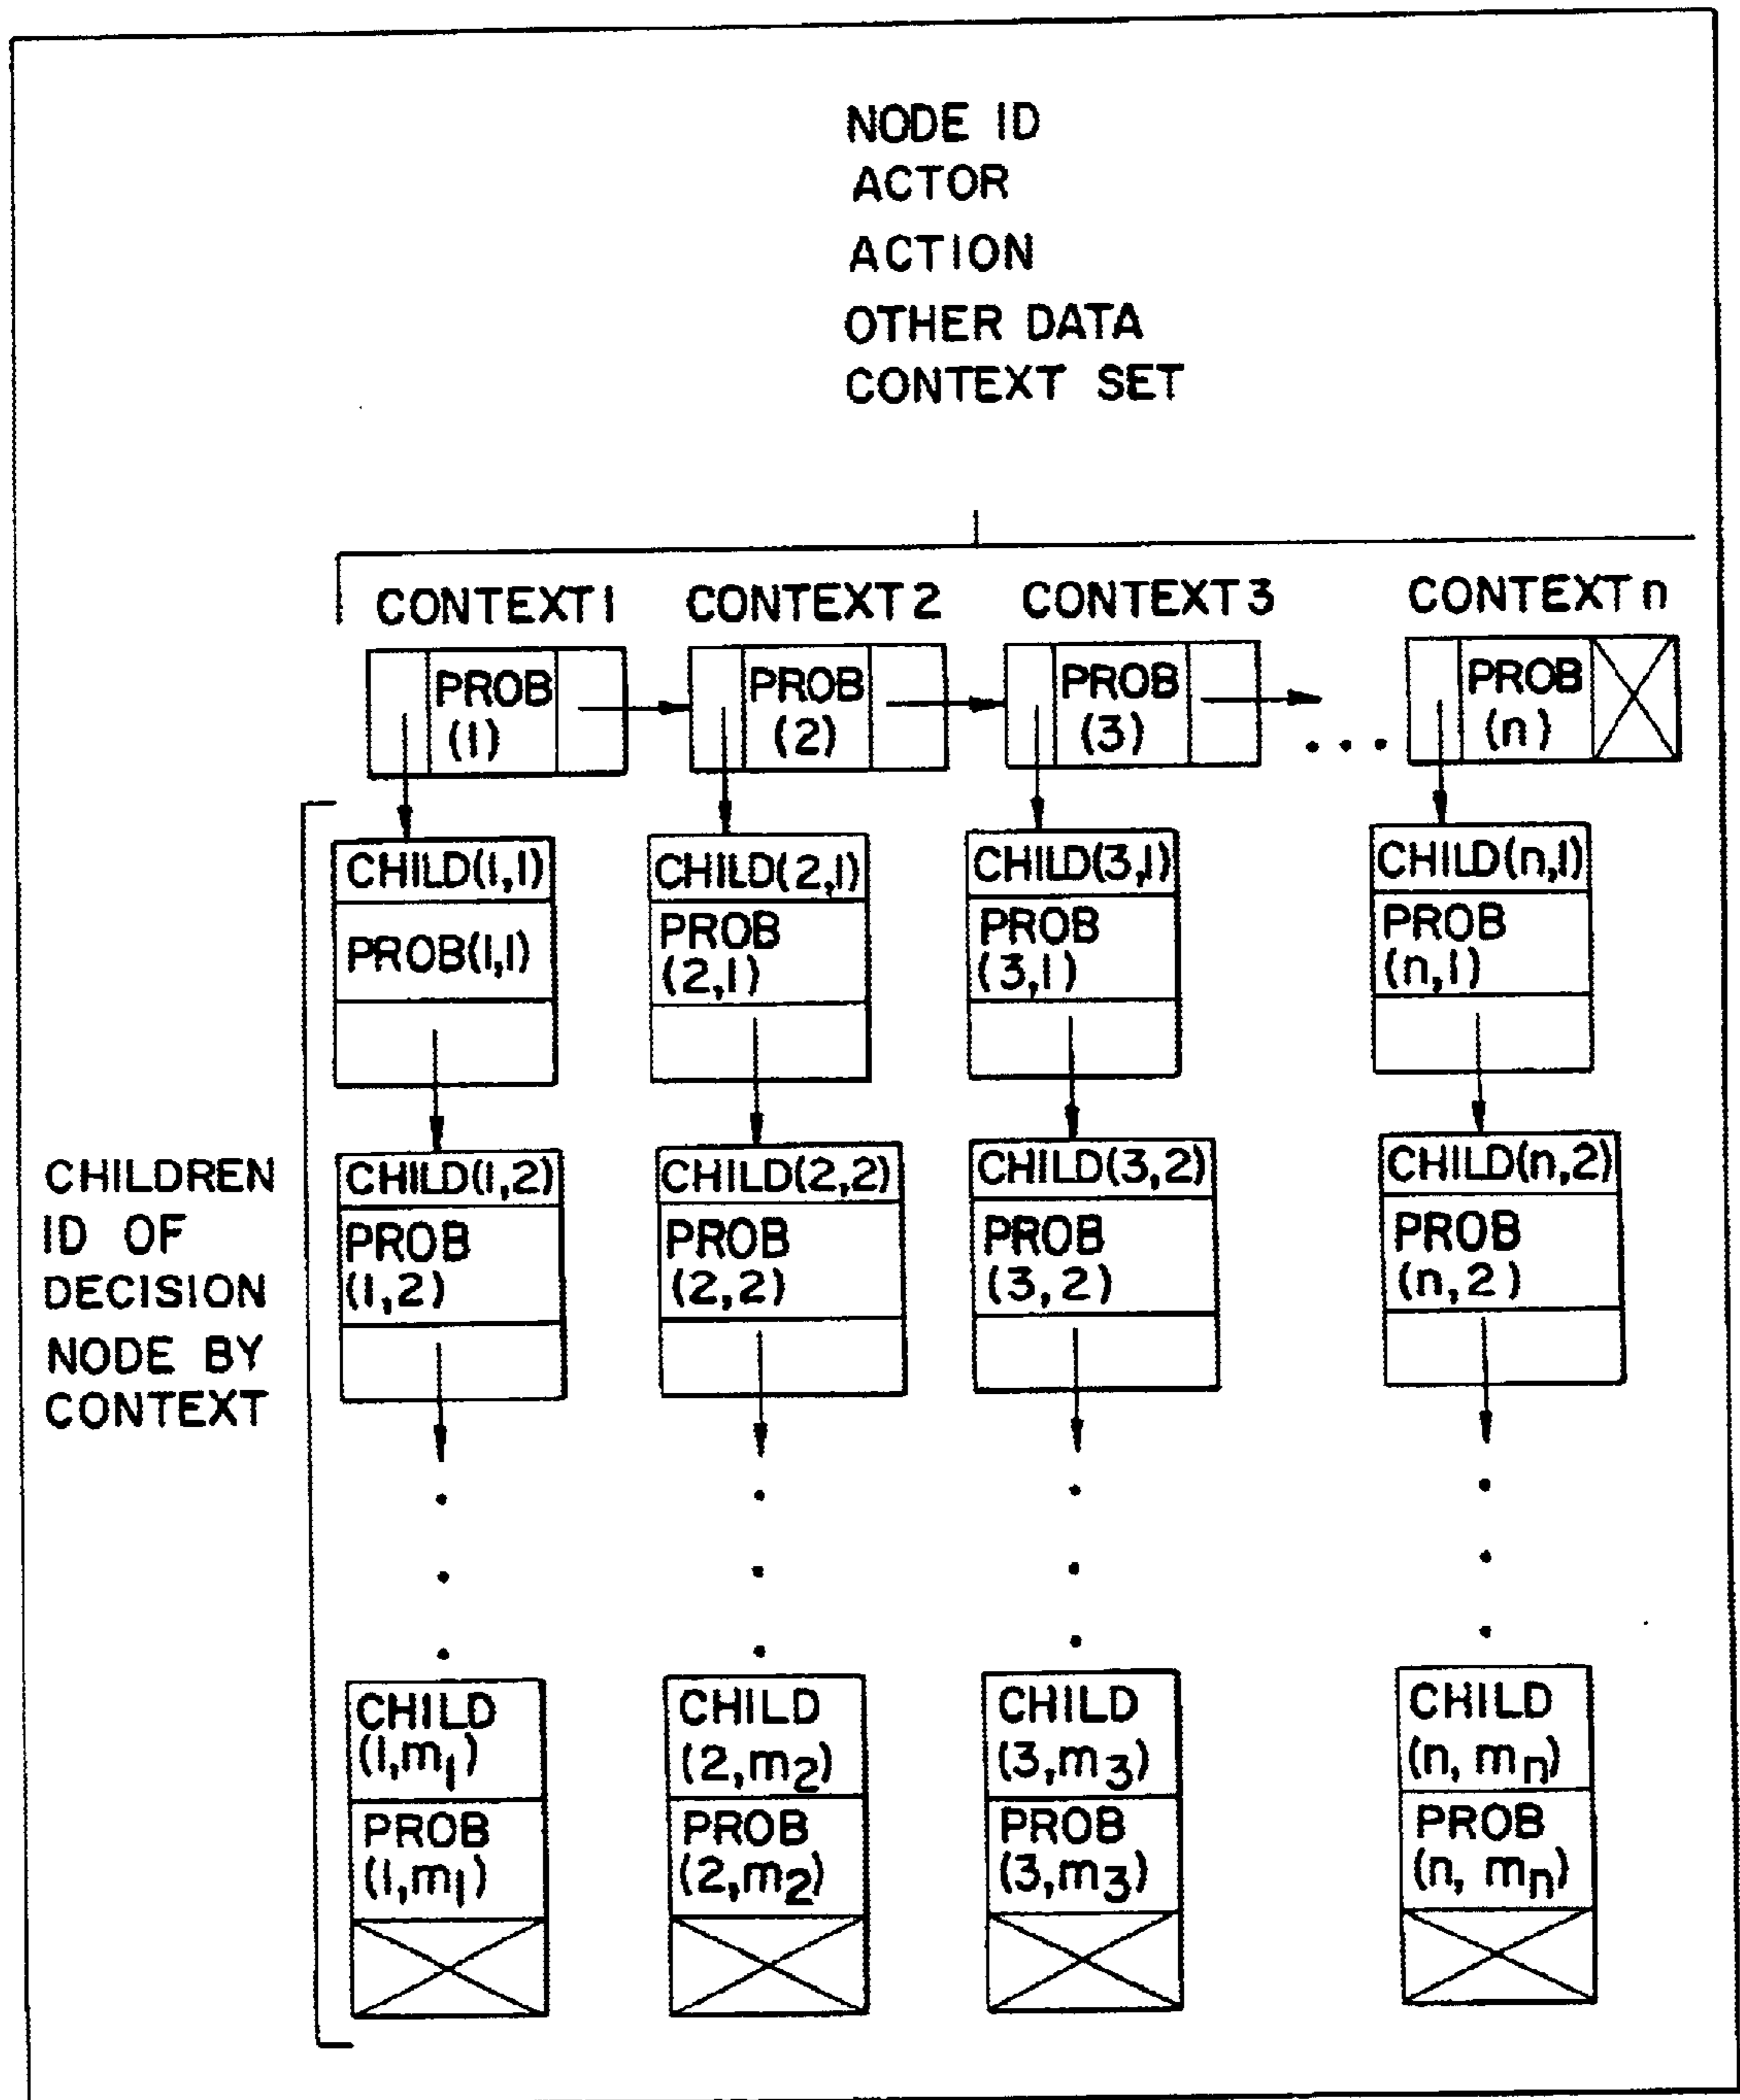 NODE ID
ACTOR
ACTION
OTHER DATA
CONTEXT SET
CONTEXT 1 CONTEXT 2 CONTEXT 3 CONTEXT n
PROB (1)
PROB (2)
PROB (3)
...
PROB (n)
CHILDREN
ID OF
DECISION
NODE BY
CONTEXT
CHILD(1,1)
PROB(1,1)
CHILD(2,1)
PROB
(2,1)
CHILD(3,1)
PROB
(3,1)
CHILD(n,1)
PROB
(n,1)
CHILD(1,2)
PROB
(1,2)
CHILD(2,2)
PROB
(2,2)
CHILD(3,2)
PROB
(3,2)
CHILD(n,2)
PROB
(n,2)
CHILD
(1,m₁)
PROB
(1,m₁)
CHILD
(2,m₂)
PROB
(2,m₂)
CHILD
(3,m₃)
PROB
(3,m₃)
CHILD
(n, mₙ)
PROB
(n, mₙ)